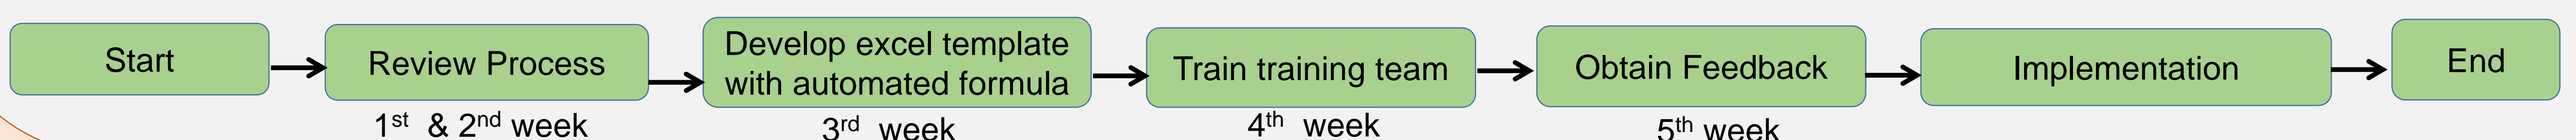 Start
Review Process
1st & 2nd week
Develop excel template
with automated formula
3rd week
Train training team
4th week
Obtain Feedback
5th week
Implementation
End